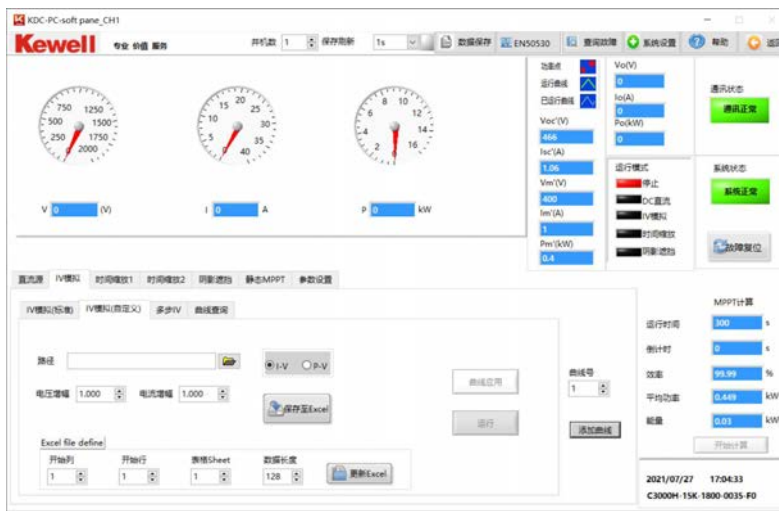 KDC-PC-soft pane_CH1
Kewell 专业 价值 服务 并机数 1 保存刷新 1s 数据保存 EN50530 查询故障 系统设置 帮助
250 500 750 1250 1500 1750 2000
5 10 15 20 25 30 35 40
2 4 6 8 10 12 14 16
V 0 (V) I 0 A P 0 kW
功率点
运行曲线
已运行曲线
Voc'(V)
466
Isc'(A)
1.06
Vm'(V)
400
Im'(A)
1
Pm'(kW)
0.4
Vo(V)
0
Io(A)
0
Po(kW)
0
运行模式
停止
DC直流
IV模拟
时间缩放
阴影遮挡
通讯状态
通讯正常
系统状态
系统正常
故障复位
直流源 IV模拟 时间缩放1 时间缩放2 阴影遮挡 静态MPPT 参数设置
IV模拟(标准) IV模拟(自定义) 多步IV 曲线查询
路径
I-V P-V
电压增幅 1.000 电流增幅 1.000
保存至Excel
曲线应用
运行
曲线号
1
添加曲线
Excel file define
开始列 开始行 表格Sheet 数据长度
1 1 1 128 更新Excel
MPPT计算
运行时间 300 s
倒计时 0 s
效率 99.99 %
平均功率 0.449 kW
能量 0.03 kW
开始计算
2021/07/27 17:04:33
C3000H-15K-1800-0035-F0